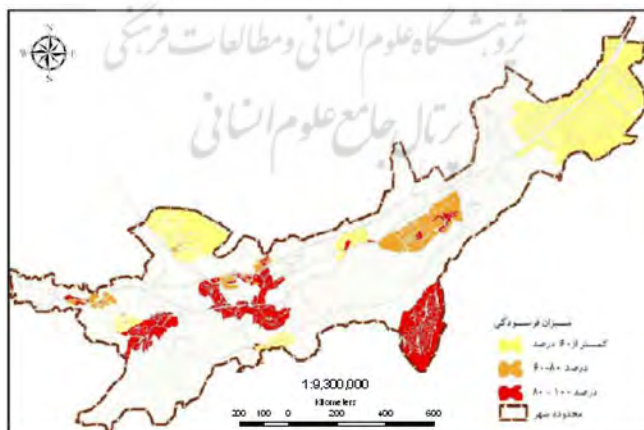 پژوهشگاه علوم انسانی و مطالعات فرهنگی
پرتال جامع علوم انسانی
N
W
E
S
میزان فرسودگی
کمتر از ۶۰ درصد
۶۰-۸۰ درصد
۸۰ - ۱۰۰ درصد
محدوده شهر
1:9,300,000
Kilometers
200 100 0 200 400 600